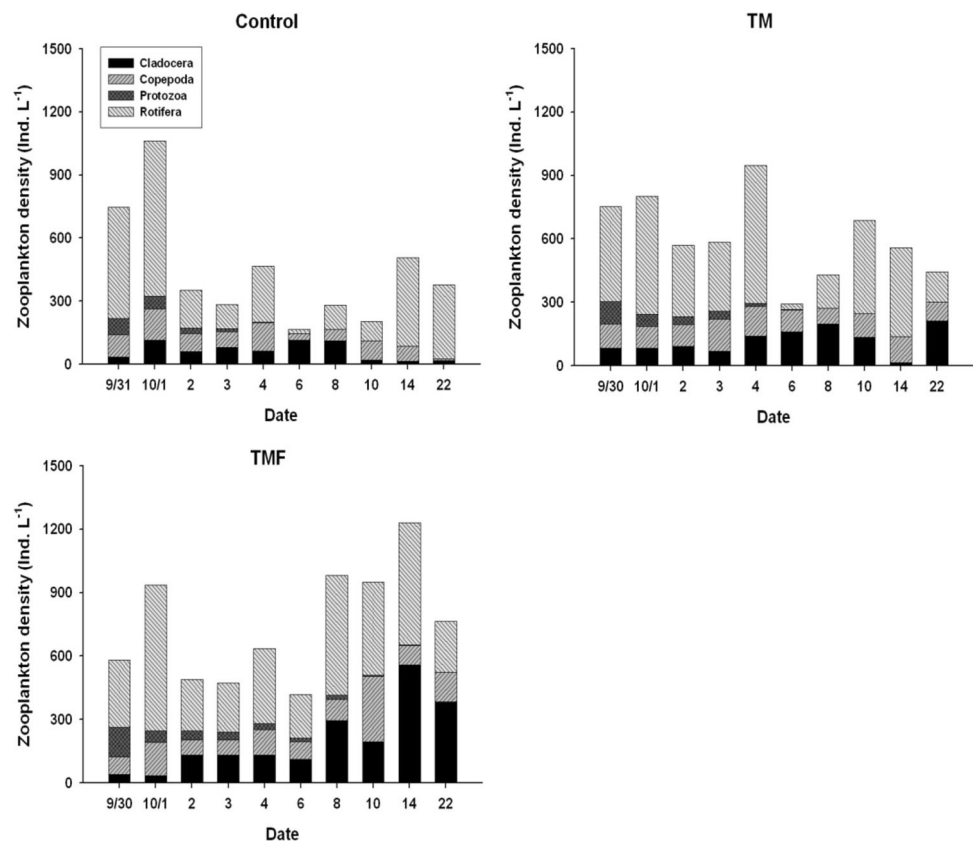 Control
Zooplankton density (Ind. L⁻¹)
1500
1200
900
600
300
0
Cladocera
Copepoda
Protozoa
Rotifera
9/31 10/1 2 3 4 6 8 10 14 22
Date
TM
Zooplankton density (Ind. L⁻¹)
1500
1200
900
600
300
0
9/30 10/1 2 3 4 6 8 10 14 22
Date
TMF
Zooplankton density (Ind. L⁻¹)
1500
1200
900
600
300
0
9/30 10/1 2 3 4 6 8 10 14 22
Date